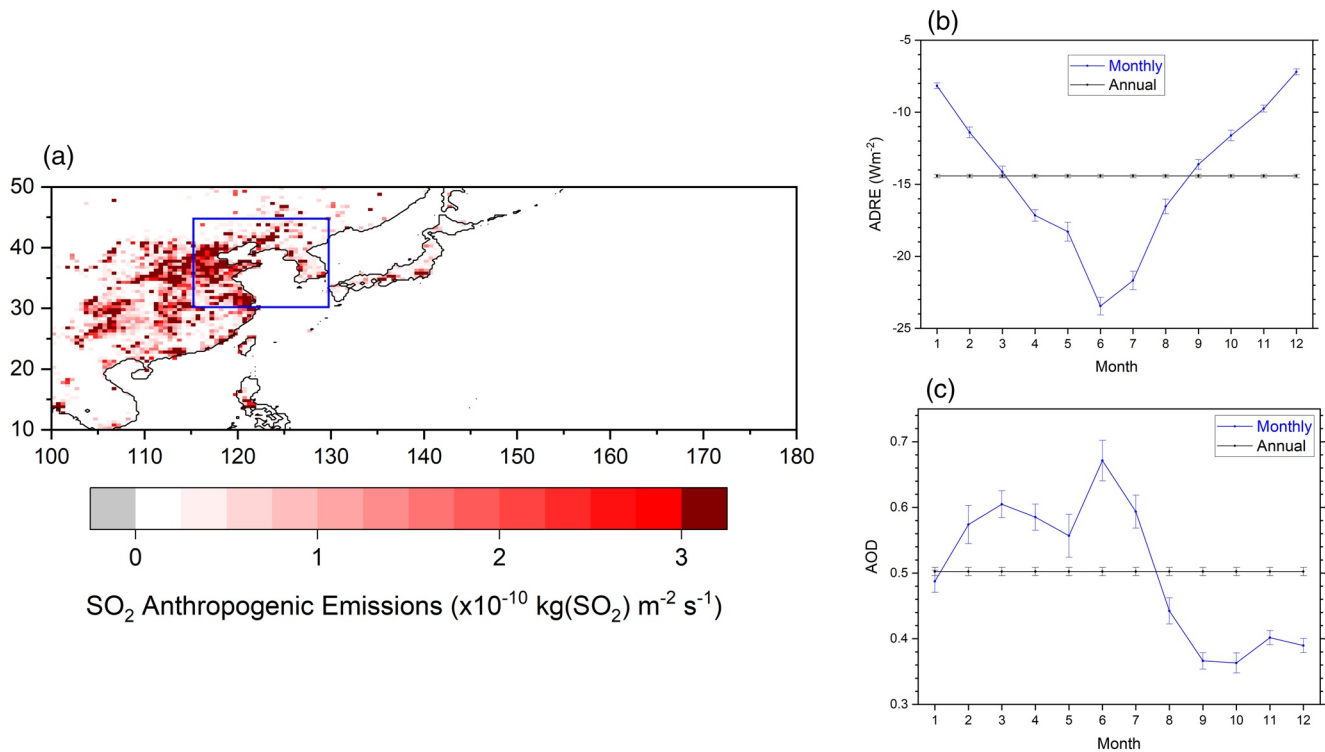 (a)
50
40
30
20
10
100 110 120 130 140 150 160 170 180
0 1 2 3
SO₂ Anthropogenic Emissions (x10⁻¹⁰ kg(SO₂) m⁻² s⁻¹)
(b)
-5
-10
-15
-20
-25
ADRE (Wm⁻²)
Monthly
Annual
1 2 3 4 5 6 7 8 9 10 11 12
Month
(c)
0.7
0.6
0.5
0.4
0.3
AOD
Monthly
Annual
1 2 3 4 5 6 7 8 9 10 11 12
Month